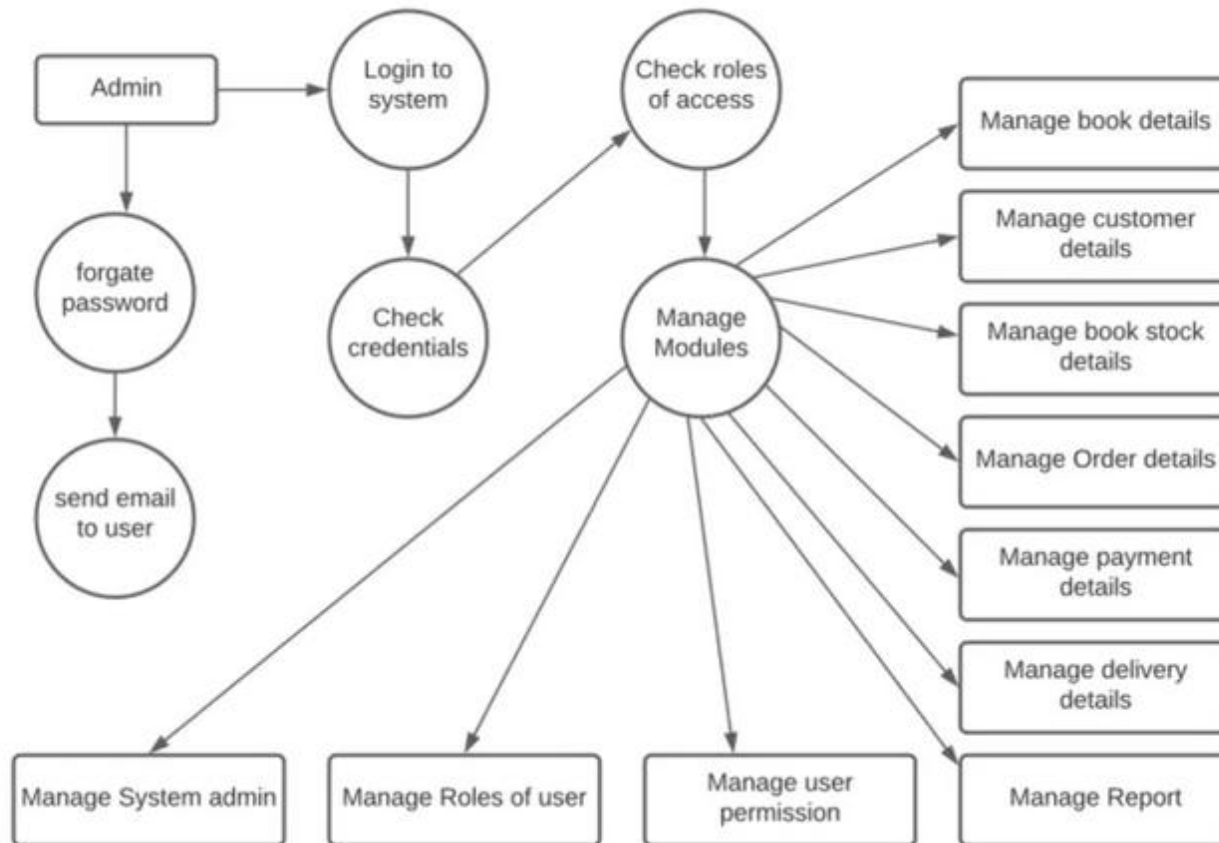 Admin
Login to
system
Check roles
of access
Manage book details
Manage customer
details
forgate
password
Check
credentials
Manage
Modules
Manage book stock
details
Manage Order details
send email
to user
Manage payment
details
Manage delivery
details
Manage System admin
Manage Roles of user
Manage user
permission
Manage Report